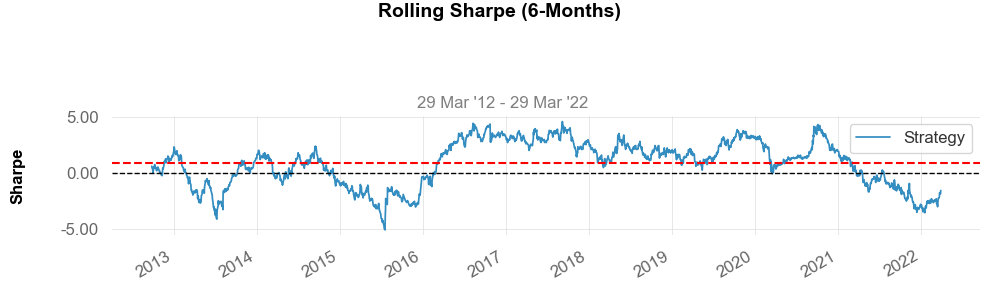 Rolling Sharpe (6-Months)
29 Mar '12 - 29 Mar '22
Sharpe
5.00
0.00
-5.00
Strategy
2013 2014 2015 2016 2017 2018 2019 2020 2021 2022